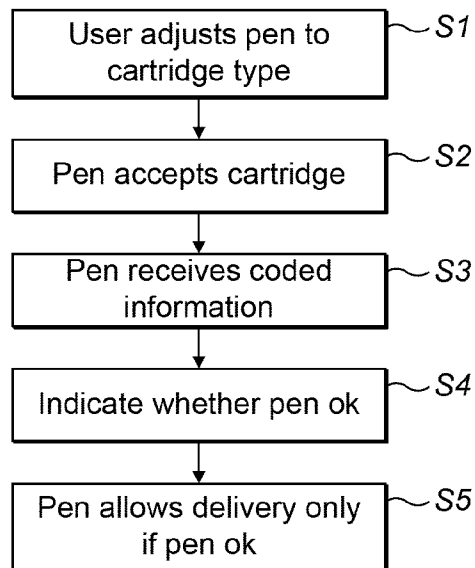 User adjusts pen to
cartridge type
S1
Pen accepts cartridge
S2
Pen receives coded
information
S3
Indicate whether pen ok
S4
Pen allows delivery only
if pen ok
S5